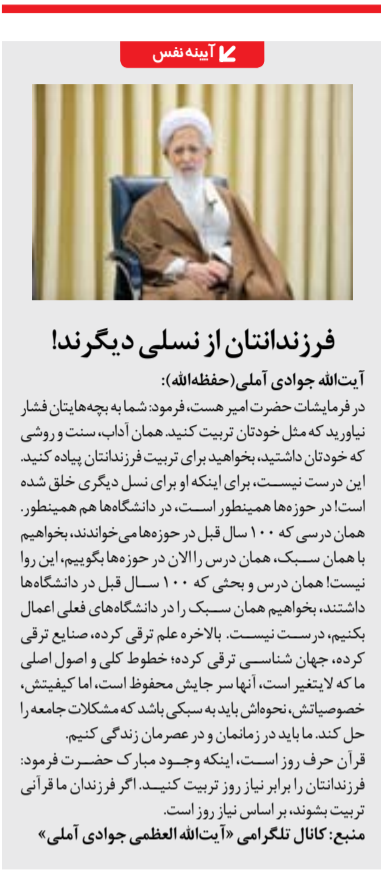 آیینه نفس
فرزندانتان از نسلی دیگرند!
آیت‌الله جوادی آملی(حفظه‌الله):
در فرمایشات حضرت امیر هست، فرمود: شما به بچه‌هایتان فشار
نیاورید که مثل خودتان تربیت کنید. همان آداب، سنت و روشی
که خودتان داشتید، بخواهید برای تربیت فرزندانتان پیاده کنید.
این درست نیست، برای اینکه او برای نسل دیگری خلق شده
است! در حوزه‌ها همینطور است، در دانشگاه‌ها هم همینطور.
همان درسی که ۱۰۰ سال قبل در حوزه‌ها می‌خواندند، بخواهیم
با همان سبک، همان درس را الان در حوزه‌ها بگوییم، این روا
نیست! همان درس و بحثی که ۱۰۰ سال قبل در دانشگاه‌ها
داشتند، بخواهیم همان سبک را در دانشگاه‌های فعلی اعمال
بکنیم، درست نیست. بالاخره علم ترقی کرده، صنایع ترقی
کرده، جهان شناسی ترقی کرده؛ خطوط کلی و اصول اصلی
ما که لایتغیر است، آنها سر جایش محفوظ است، اما کیفیتش،
خصوصیاتش، نحوه‌اش باید به سبکی باشد که مشکلات جامعه را
حل کند. ما باید در زمانمان و در عصرمان زندگی کنیم.
قرآن حرف روز است، اینکه وجود مبارک حضرت فرمود:
فرزندانتان را برابر نیاز روز تربیت کنید. اگر فرزندان ما قرآنی
تربیت بشوند، بر اساس نیاز روز است.
منبع: کانال تلگرامی «آیت‌الله العظمی جوادی آملی»